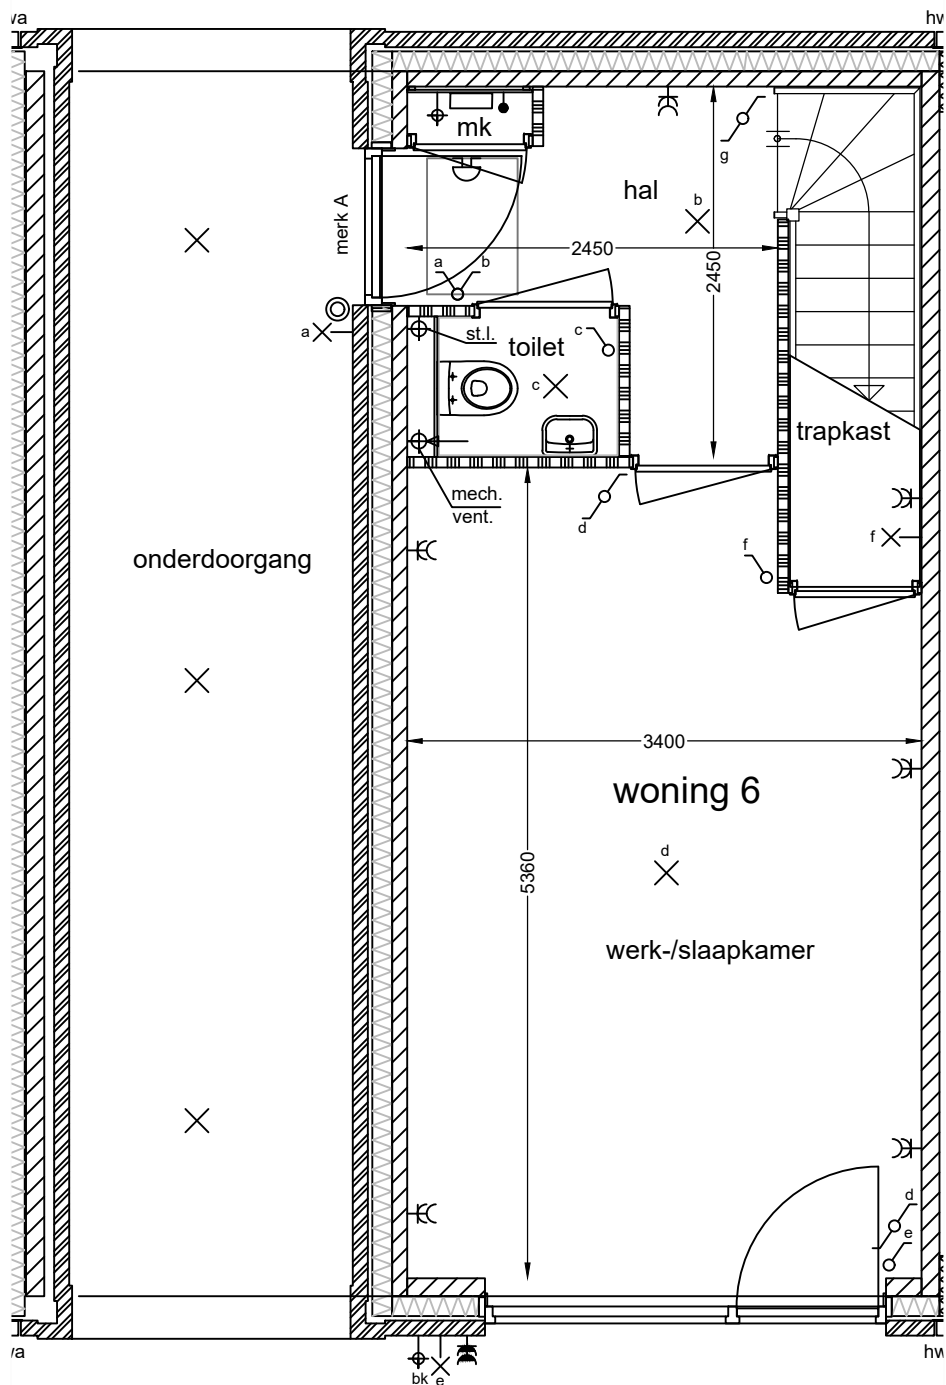 wa
hw
mk
g
hal
b
merk A
2450
2450
a
b
a
st.l.
toilet
c
c
trapkast
mech.
vent.
d
f
f
onderdoorgang
3400
woning 6
d
5360
werk-/slaapkamer
d
e
wa
hw
bk
e